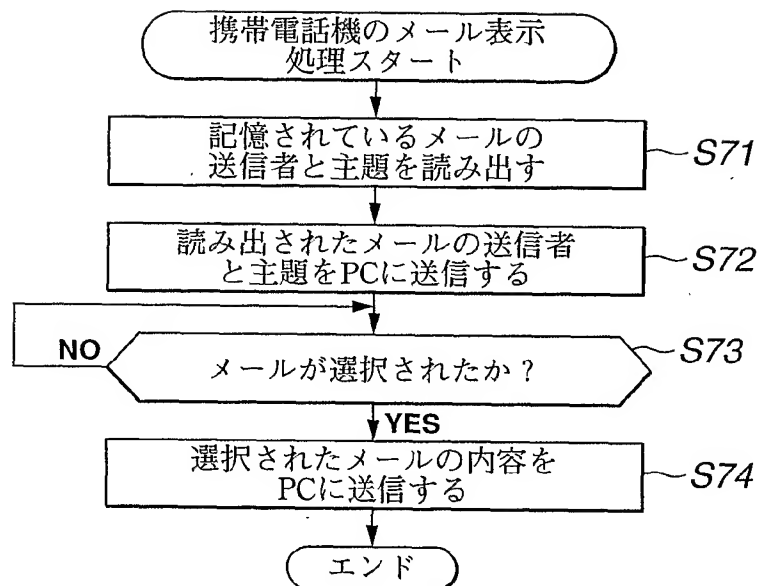 携帯電話機のメール表示
処理スタート
記憶されているメールの
送信者と主題を読み出す
S71
読み出されたメールの送信者
と主題をPCに送信する
S72
NO
メールが選択されたか?
S73
YES
選択されたメールの内容を
PCに送信する
S74
エンド